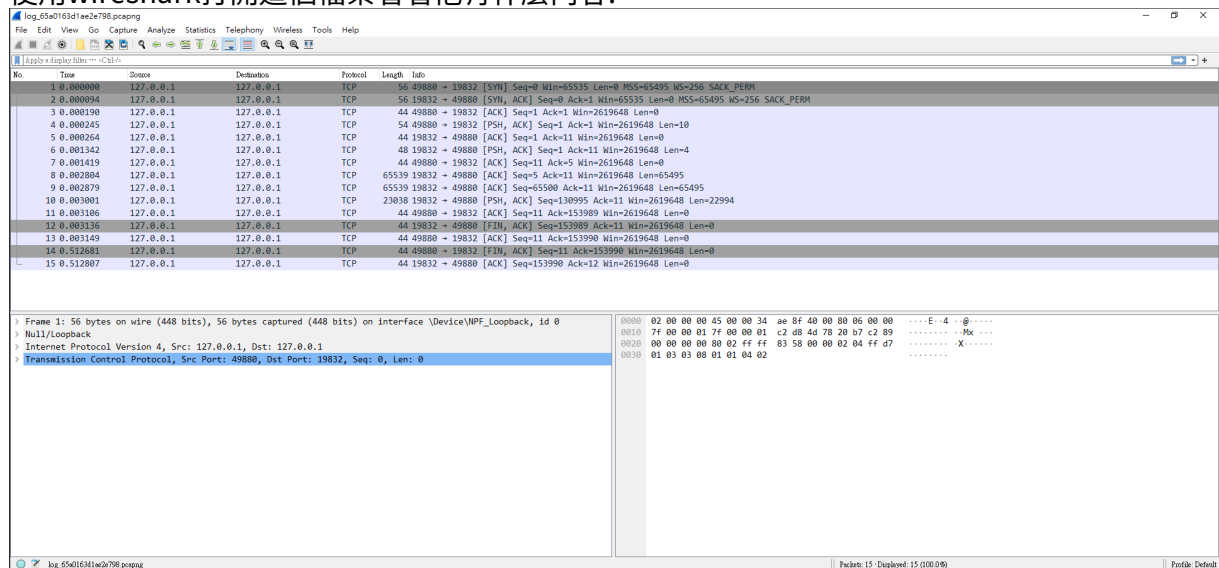 使用wireshark打開這個檔案看看他有什麼內容:
log_65a0163d1ae2e798.pcapng
File Edit View Go Capture Analyze Statistics Telephony Wireless Tools Help
Apply a display filter ... <Ctrl-/>
No. Time Source Destination Protocol Length Info
1 0.000000 127.0.0.1 127.0.0.1 TCP 56 49880 → 19832 [SYN] Seq=0 Win=65535 Len=0 MSS=65495 WS=256 SACK_PERM
2 0.000094 127.0.0.1 127.0.0.1 TCP 56 19832 → 49880 [SYN, ACK] Seq=0 Ack=1 Win=65535 Len=0 MSS=65495 WS=256 SACK_PERM
3 0.000190 127.0.0.1 127.0.0.1 TCP 44 49880 → 19832 [ACK] Seq=1 Ack=1 Win=2619648 Len=0
4 0.000245 127.0.0.1 127.0.0.1 TCP 54 49880 → 19832 [PSH, ACK] Seq=1 Ack=1 Win=2619648 Len=10
5 0.000264 127.0.0.1 127.0.0.1 TCP 44 19832 → 49880 [ACK] Seq=1 Ack=11 Win=2619648 Len=0
6 0.001342 127.0.0.1 127.0.0.1 TCP 48 19832 → 49880 [PSH, ACK] Seq=1 Ack=11 Win=2619648 Len=4
7 0.001419 127.0.0.1 127.0.0.1 TCP 44 49880 → 19832 [ACK] Seq=11 Ack=5 Win=2619648 Len=0
8 0.002804 127.0.0.1 127.0.0.1 TCP 65539 19832 → 49880 [ACK] Seq=5 Ack=11 Win=2619648 Len=65495
9 0.002879 127.0.0.1 127.0.0.1 TCP 65539 19832 → 49880 [ACK] Seq=65500 Ack=11 Win=2619648 Len=65495
10 0.003001 127.0.0.1 127.0.0.1 TCP 23038 19832 → 49880 [PSH, ACK] Seq=130995 Ack=11 Win=2619648 Len=22994
11 0.003106 127.0.0.1 127.0.0.1 TCP 44 49880 → 19832 [ACK] Seq=11 Ack=153989 Win=2619648 Len=0
12 0.003136 127.0.0.1 127.0.0.1 TCP 44 19832 → 49880 [FIN, ACK] Seq=153989 Ack=11 Win=2619648 Len=0
13 0.003149 127.0.0.1 127.0.0.1 TCP 44 49880 → 19832 [ACK] Seq=11 Ack=153990 Win=2619648 Len=0
14 0.512681 127.0.0.1 127.0.0.1 TCP 44 49880 → 19832 [FIN, ACK] Seq=11 Ack=153990 Win=2619648 Len=0
15 0.512807 127.0.0.1 127.0.0.1 TCP 44 19832 → 49880 [ACK] Seq=153990 Ack=12 Win=2619648 Len=0
> Frame 1: 56 bytes on wire (448 bits), 56 bytes captured (448 bits) on interface \Device\NPF_Loopback, id 0
> Null/Loopback
> Internet Protocol Version 4, Src: 127.0.0.1, Dst: 127.0.0.1
> Transmission Control Protocol, Src Port: 49880, Dst Port: 19832, Seq: 0, Len: 0
0000 02 00 00 00 45 00 00 34 ae 8f 40 00 80 06 00 00 ····E··4 ··@·····
0010 7f 00 00 01 7f 00 00 01 c2 d8 4d 78 20 b7 c2 89 ········ ··Mx ···
0020 00 00 00 00 80 02 ff ff 83 58 00 00 02 04 ff d7 ········ ·X······
0030 01 03 03 08 01 01 04 02 ········
log_65a0163d1ae2e798.pcapng
Packets: 15 · Displayed: 15 (100.0%)
Profile: Default